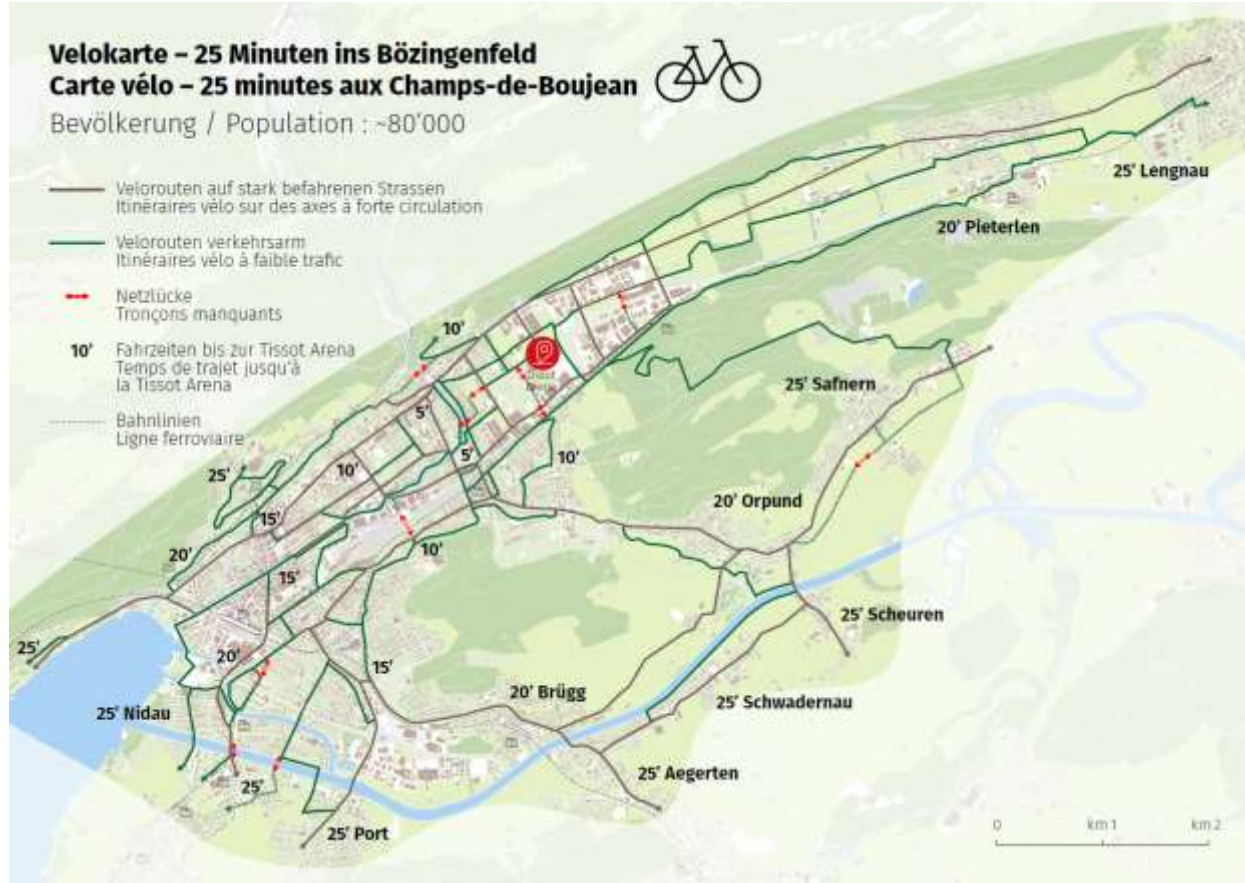 Velokarte – 25 Minuten ins Bözingenfeld
Carte vélo – 25 minutes aux Champs-de-Boujean
Bevölkerung / Population : ~80'000
Velorouten auf stark befahrenen Strassen
Itinéraires vélo sur des axes à forte circulation
Velorouten verkehrsarm
Itinéraires vélo à faible trafic
Netzlücke
Tronçons manquants
10' Fahrzeiten bis zur Tissot Arena
Temps de trajet jusqu'à
la Tissot Arena
Bahnlinien
Ligne ferroviaire
25' Lengnau
20' Pieterlen
10'
25' Safnern
5'
5'
10'
10'
25'
20' Orpund
15'
20'
10'
15'
25' Scheuren
25'
20'
15'
20' Brügg
25' Schwadernau
25' Nidau
25' Aegerten
25'
25' Port
0 km 1 km 2